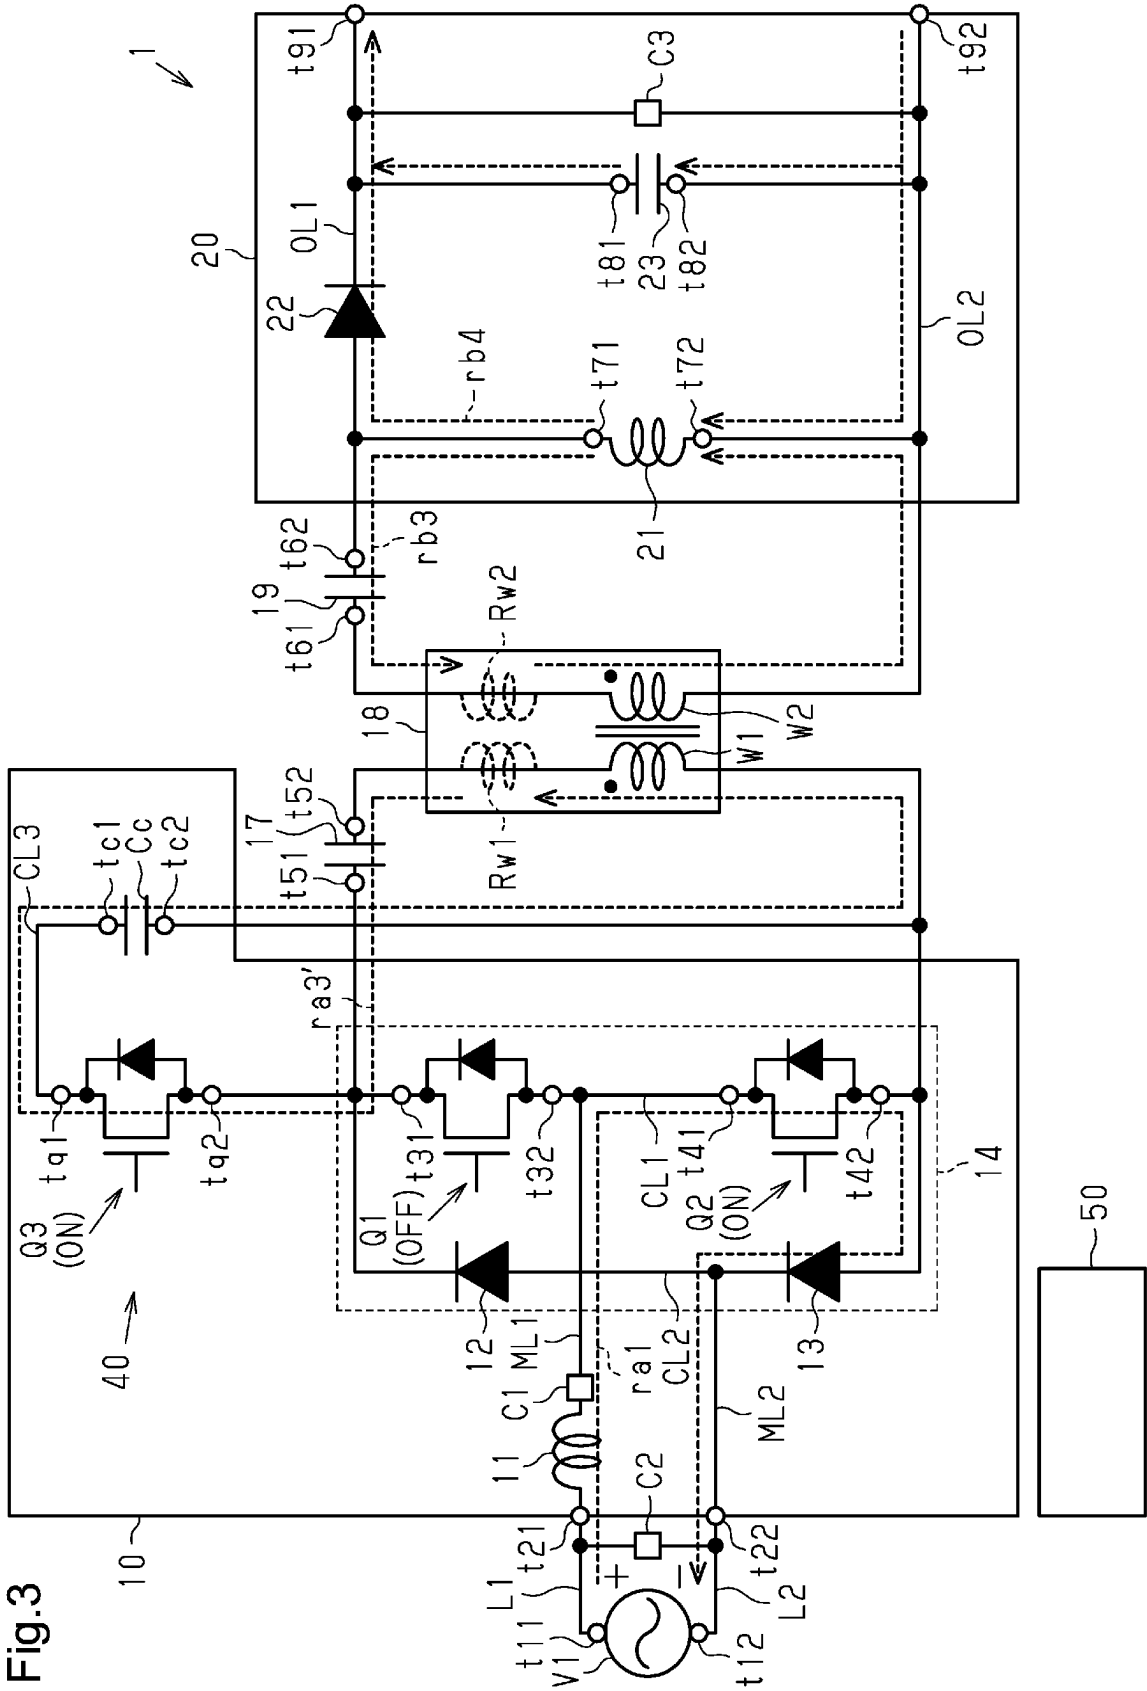 Fig.3
1
10
20
40
50
V1
t11
t12
L1
L2
t21
t22
C2
+
−
11
C1
ML1
ML2
ra1
CL2
12
13
14
Q3
(ON)
tq1
tq2
Q1
(OFF)
t31
t32
CL1
Q2
(ON)
t41
t42
ra3'
CL3
tc1
Cc
tc2
t51
17
t52
18
Rw1
Rw2
W1
W2
t61
19
t62
rb3
21
t71
t72
rb4
22
OL1
OL2
t81
23
t82
C3
t91
t92